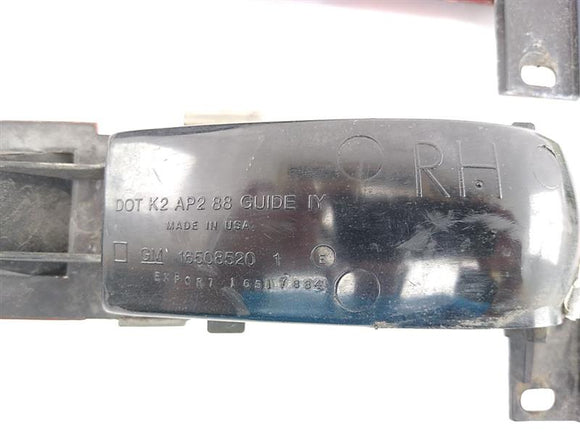 RH
DOT K2 AP2 88 GUIDE IY
MADE IN USA
GM 16508520 1 E
EXPORT 16517884